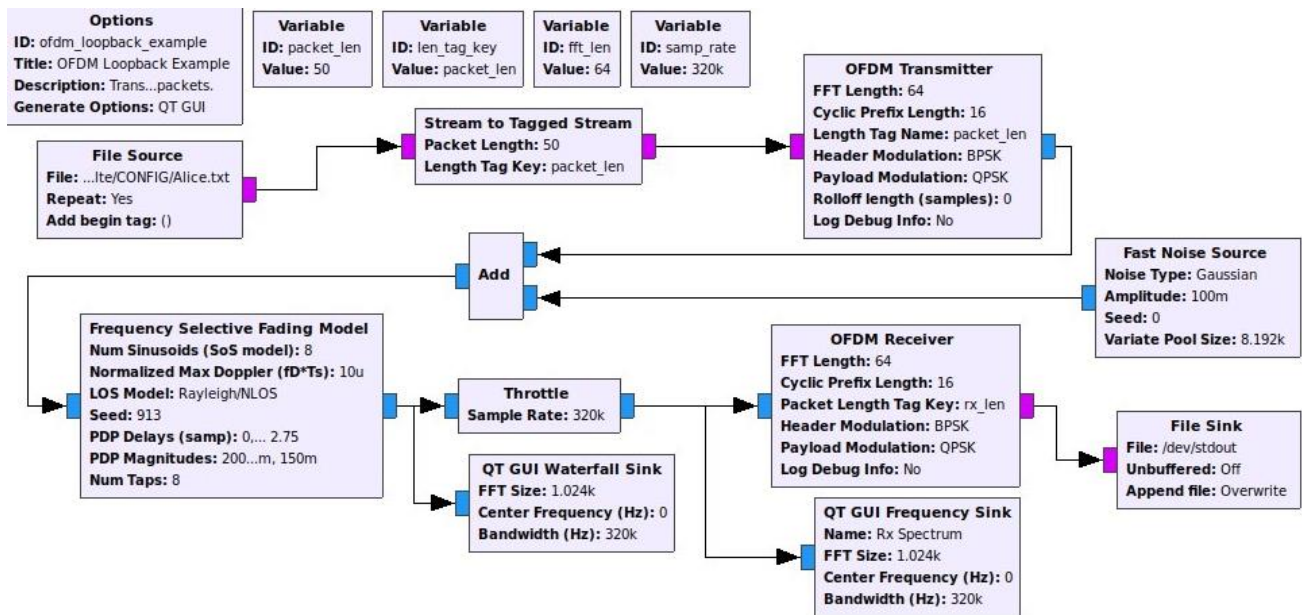 Options
ID: ofdm_loopback_example
Title: OFDM Loopback Example
Description: Trans...packets.
Generate Options: QT GUI
Variable
ID: packet_len
Value: 50
Variable
ID: len_tag_key
Value: packet_len
Variable
ID: fft_len
Value: 64
Variable
ID: samp_rate
Value: 320k
File Source
File: ...lte/CONFIG/Alice.txt
Repeat: Yes
Add begin tag: ()
Stream to Tagged Stream
Packet Length: 50
Length Tag Key: packet_len
OFDM Transmitter
FFT Length: 64
Cyclic Prefix Length: 16
Length Tag Name: packet_len
Header Modulation: BPSK
Payload Modulation: QPSK
Rolloff length (samples): 0
Log Debug Info: No
Add
Fast Noise Source
Noise Type: Gaussian
Amplitude: 100m
Seed: 0
Variate Pool Size: 8.192k
Frequency Selective Fading Model
Num Sinusoids (SoS model): 8
Normalized Max Doppler (fD*Ts): 10u
LOS Model: Rayleigh/NLOS
Seed: 913
PDP Delays (samp): 0,... 2.75
PDP Magnitudes: 200...m, 150m
Num Taps: 8
Throttle
Sample Rate: 320k
QT GUI Waterfall Sink
FFT Size: 1.024k
Center Frequency (Hz): 0
Bandwidth (Hz): 320k
OFDM Receiver
FFT Length: 64
Cyclic Prefix Length: 16
Packet Length Tag Key: rx_len
Header Modulation: BPSK
Payload Modulation: QPSK
Log Debug Info: No
QT GUI Frequency Sink
Name: Rx Spectrum
FFT Size: 1.024k
Center Frequency (Hz): 0
Bandwidth (Hz): 320k
File Sink
File: /dev/stdout
Unbuffered: Off
Append file: Overwrite